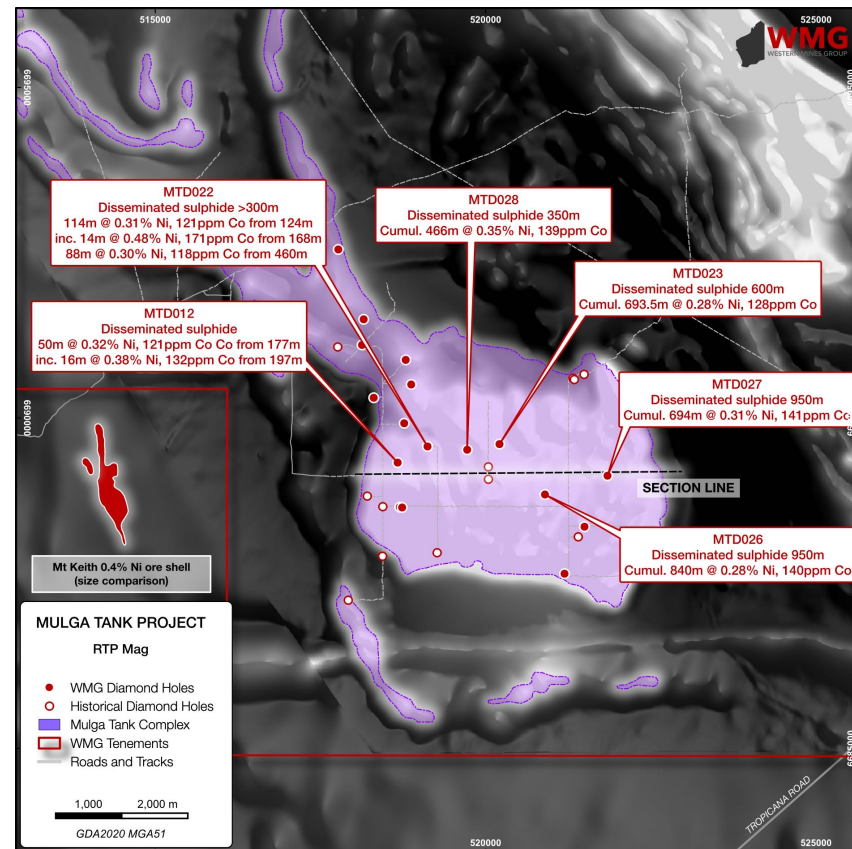 515000
520000
525000
WMG
WESTERN MINES GROUP
6695000
MTD022
Disseminated sulphide >300m
114m @ 0.31% Ni, 121ppm Co from 124m
inc. 14m @ 0.48% Ni, 171ppm Co from 168m
88m @ 0.30% Ni, 118ppm Co from 460m
MTD028
Disseminated sulphide 350m
Cumul. 466m @ 0.35% Ni, 139ppm Co
MTD023
Disseminated sulphide 600m
Cumul. 693.5m @ 0.28% Ni, 128ppm Co
MTD012
Disseminated sulphide
50m @ 0.32% Ni, 121ppm Co Co from 177m
inc. 16m @ 0.38% Ni, 132ppm Co from 197m
MTD027
Disseminated sulphide 950m
Cumul. 694m @ 0.31% Ni, 141ppm Co
6690000
SECTION LINE
MTD026
Disseminated sulphide 950m
Cumul. 840m @ 0.28% Ni, 140ppm Co
Mt Keith 0.4% Ni ore shell
(size comparison)
MULGA TANK PROJECT
RTP Mag
WMG Diamond Holes
Historical Diamond Holes
Mulga Tank Complex
WMG Tenements
Roads and Tracks
1,000 2,000 m
GDA2020 MGA51
6685000
TROPICANA ROAD
520000
525000